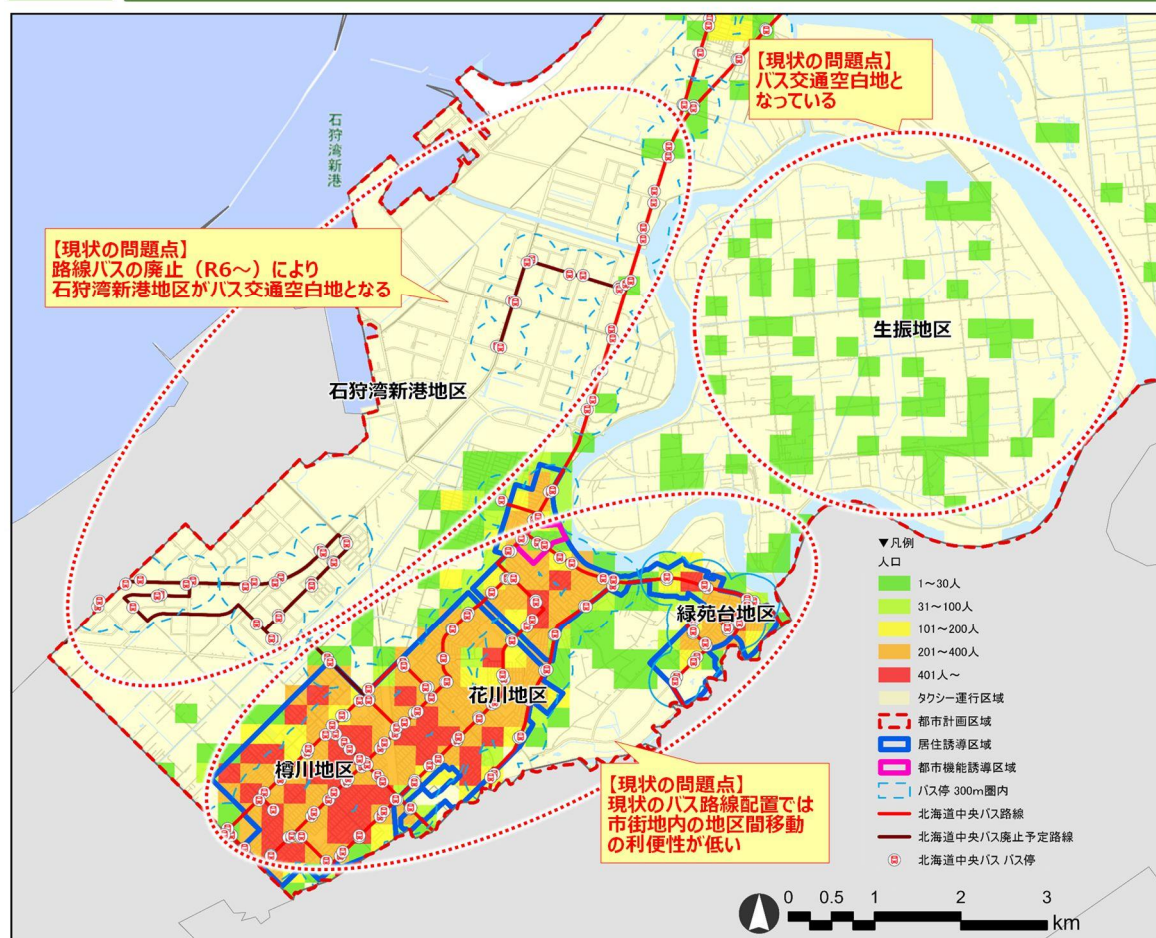 【現状の問題点】
バス交通空白地と
なっている
石狩湾新港
【現状の問題点】
路線バスの廃止（R6～）により
石狩湾新港地区がバス交通空白地となる
生振地区
石狩湾新港地区
緑苑台地区
花川地区
樽川地区
【現状の問題点】
現状のバス路線配置では
市街地内の地区間移動
の利便性が低い
▼凡例
人口
1～30人
31～100人
101～200人
201～400人
401人～
タクシー運行区域
都市計画区域
居住誘導区域
都市機能誘導区域
バス停 300m圏内
北海道中央バス路線
北海道中央バス廃止予定路線
北海道中央バス バス停
0 0.5 1 2 3
km